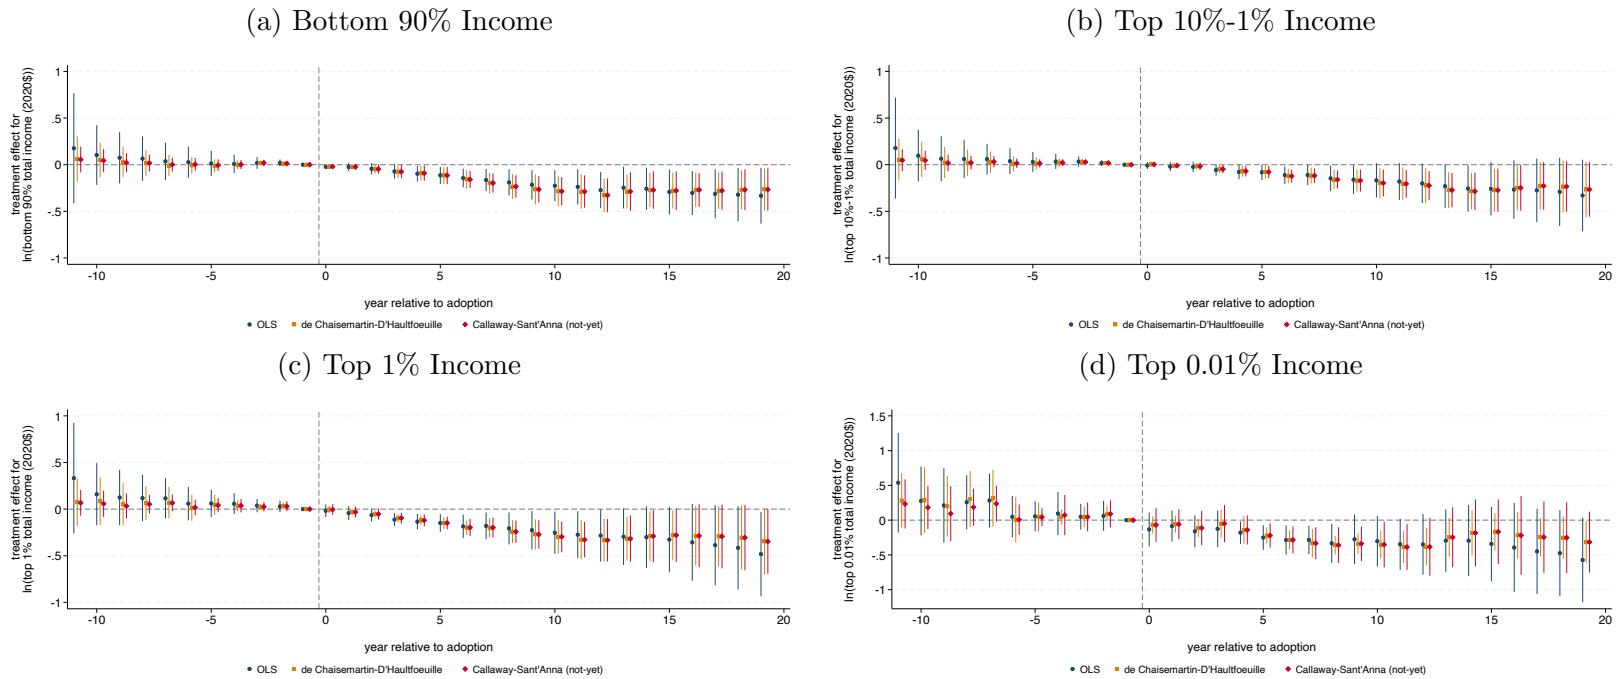 (a) Bottom 90% Income
treatment effect for
ln(bottom 90% total income (2020$))
1
.5
0
-.5
-1
-10
-5
0
5
10
15
20
year relative to adoption
OLS
de Chaisemartin-D'Haultfoeuille
Callaway-Sant'Anna (not-yet)
(b) Top 10%-1% Income
treatment effect for
ln(top 10%-1% total income (2020$))
1
.5
0
-.5
-1
-10
-5
0
5
10
15
20
year relative to adoption
OLS
de Chaisemartin-D'Haultfoeuille
Callaway-Sant'Anna (not-yet)
(c) Top 1% Income
treatment effect for
ln(top 1% total income (2020$))
1
.5
0
-.5
-1
-10
-5
0
5
10
15
20
year relative to adoption
OLS
de Chaisemartin-D'Haultfoeuille
Callaway-Sant'Anna (not-yet)
(d) Top 0.01% Income
treatment effect for
ln(top 0.01% total income (2020$))
1.5
1
.5
0
-.5
-1
-10
-5
0
5
10
15
20
year relative to adoption
OLS
de Chaisemartin-D'Haultfoeuille
Callaway-Sant'Anna (not-yet)